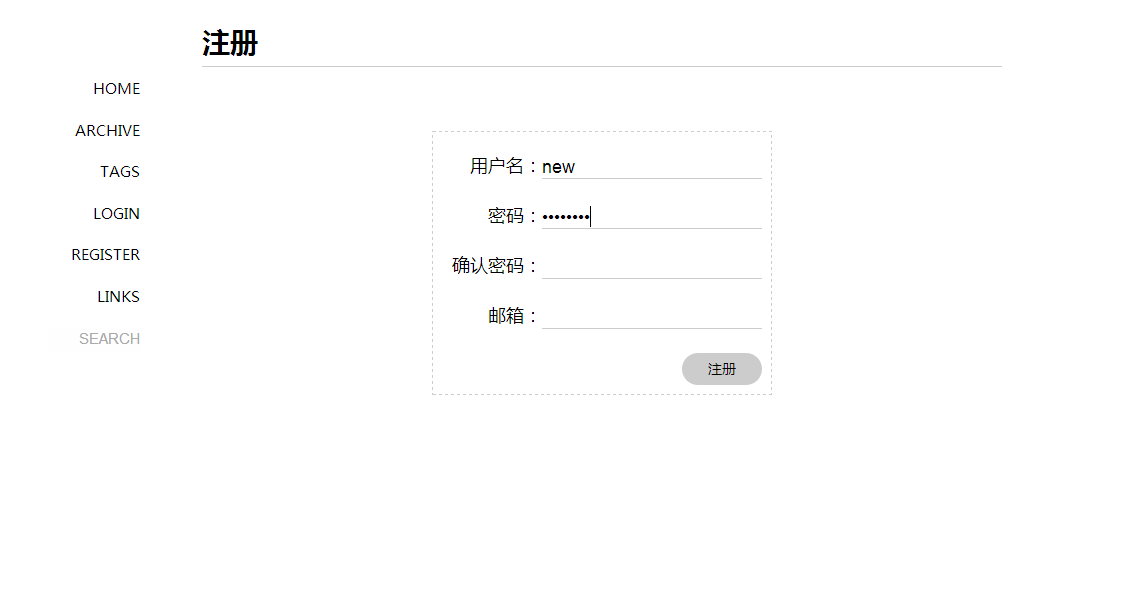 注册
HOME
ARCHIVE
TAGS
LOGIN
REGISTER
LINKS
SEARCH
用户名：new
密码：••••••••
确认密码：
邮箱：
注册